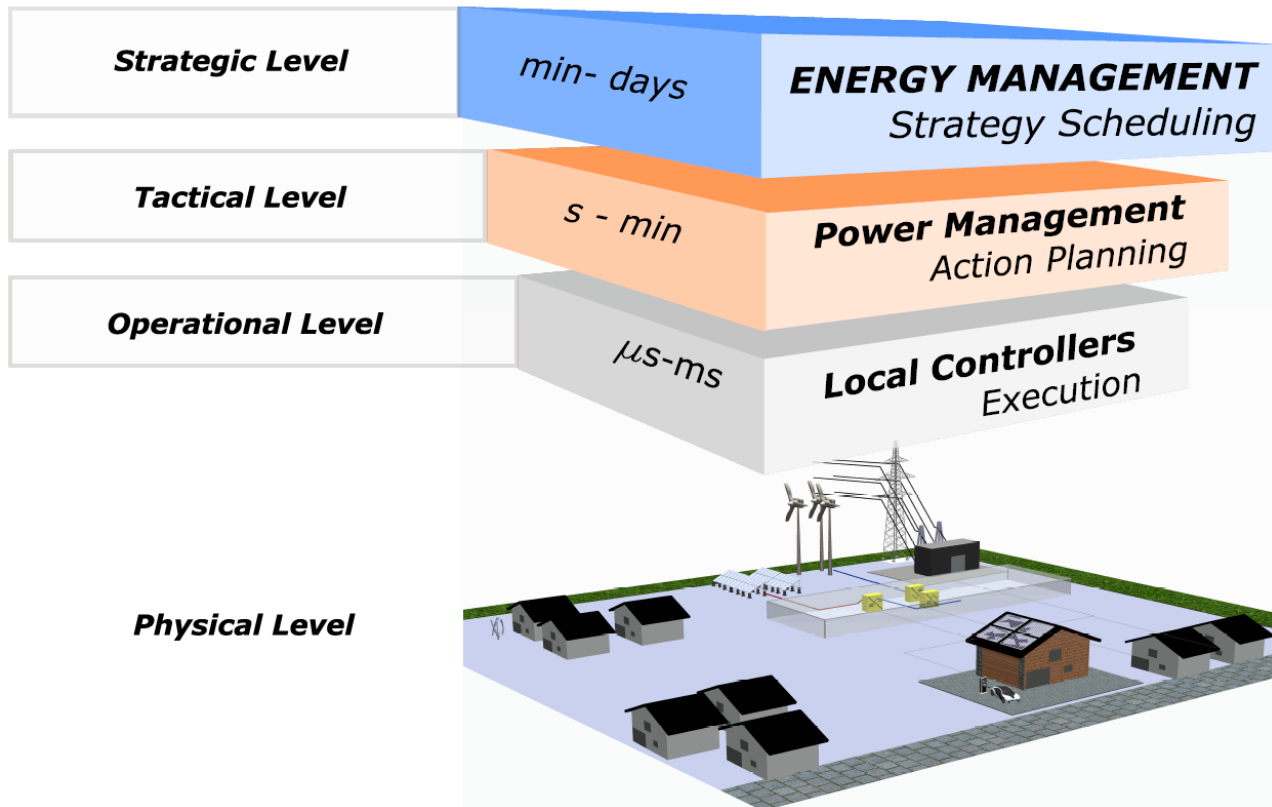 Strategic Level
min- days
ENERGY MANAGEMENT
Strategy Scheduling
Tactical Level
s - min
Power Management
Action Planning
Operational Level
μs-ms
Local Controllers
Execution
Physical Level